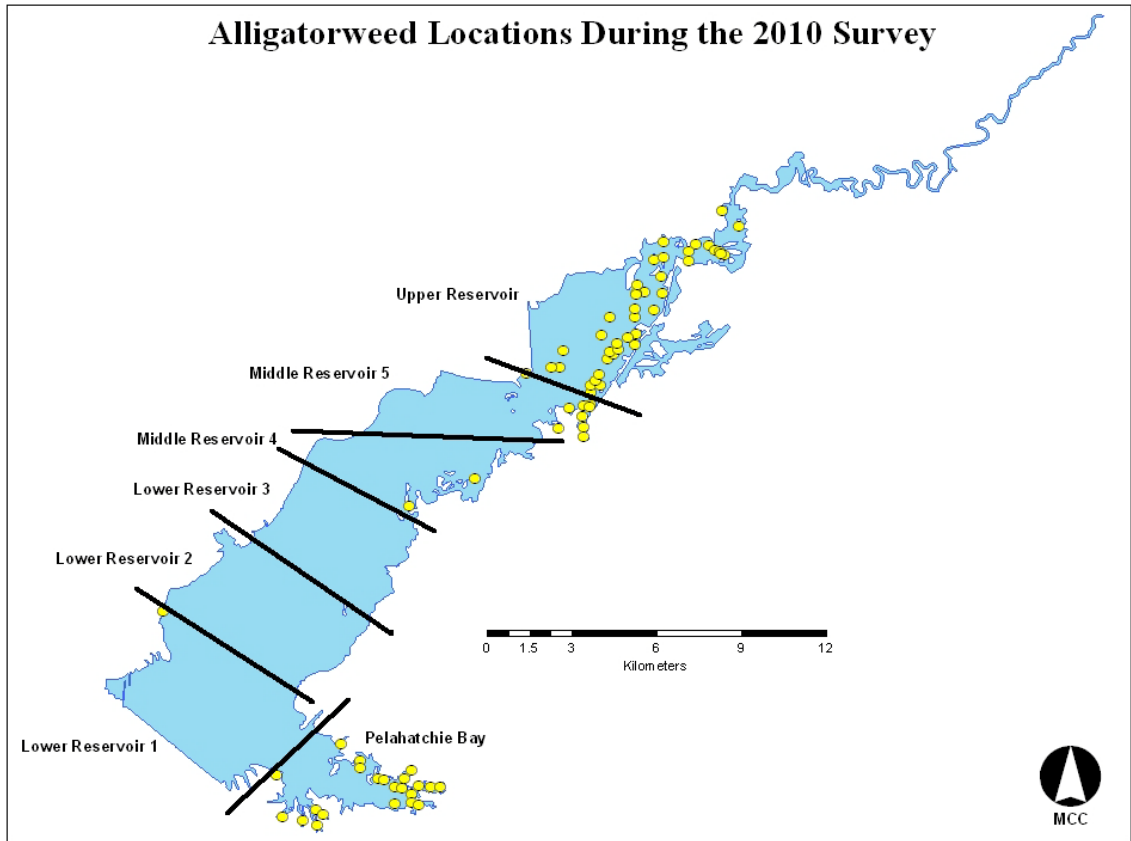 Alligatorweed Locations During the 2010 Survey
Upper Reservoir
Middle Reservoir 5
Middle Reservoir 4
Lower Reservoir 3
Lower Reservoir 2
0 1.5 3 6 9 12
Kilometers
Lower Reservoir 1
Pelahatchie Bay
MCC